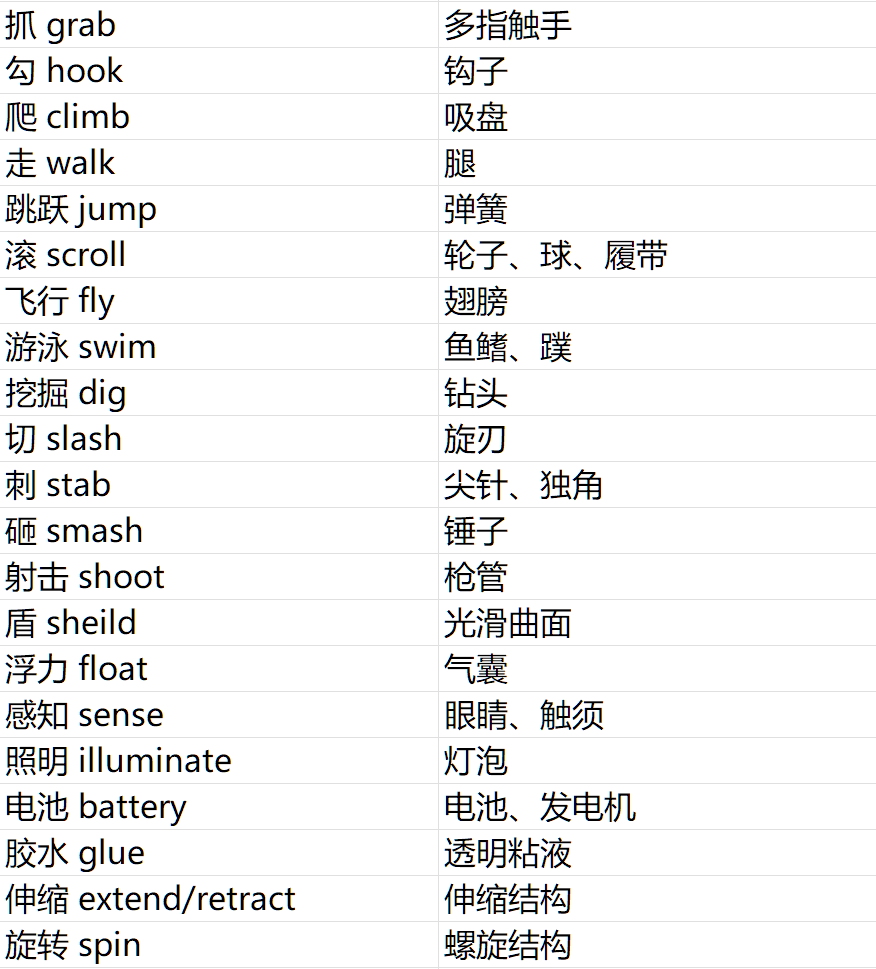 抓 grab 多指触手
勾 hook 钩子
爬 climb 吸盘
走 walk 腿
跳跃 jump 弹簧
滚 scroll 轮子、球、履带
飞行 fly 翅膀
游泳 swim 鱼鳍、蹼
挖掘 dig 钻头
切 slash 旋刃
刺 stab 尖针、独角
砸 smash 锤子
射击 shoot 枪管
盾 sheild 光滑曲面
浮力 float 气囊
感知 sense 眼睛、触须
照明 illuminate 灯泡
电池 battery 电池、发电机
胶水 glue 透明粘液
伸缩 extend/retract 伸缩结构
旋转 spin 螺旋结构